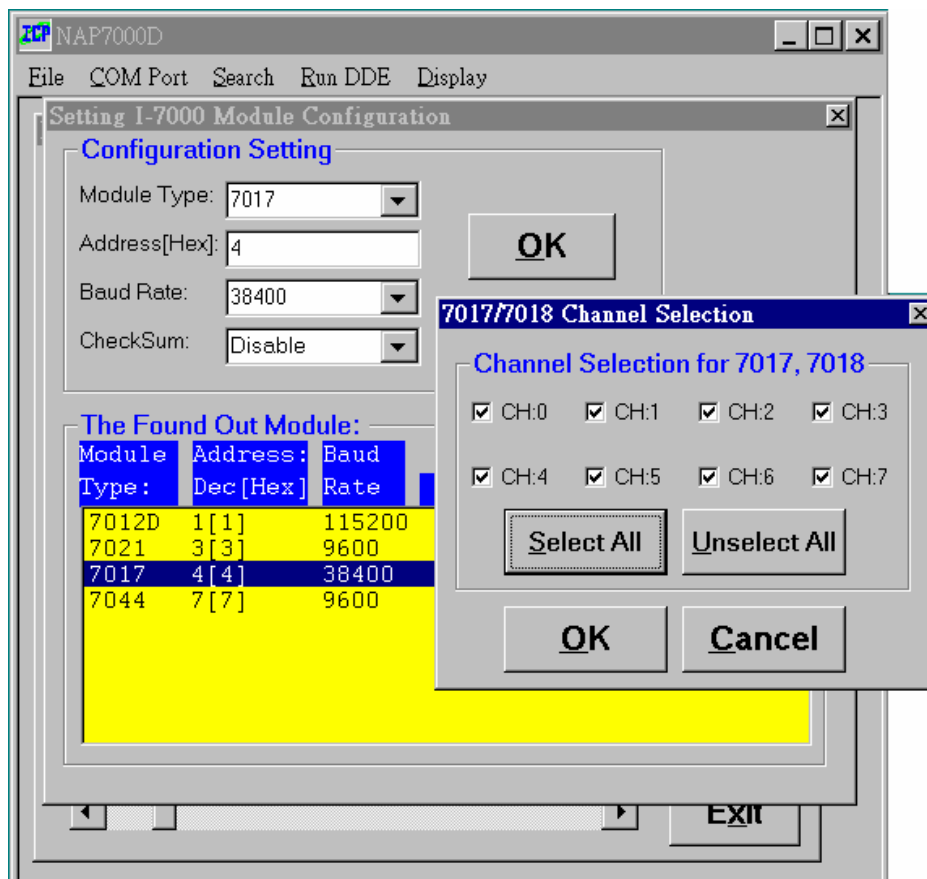 ICP NAP7000D
File COM Port Search Run DDE Display
Setting I-7000 Module Configuration
Configuration Setting
Module Type: 7017
Address[Hex]: 4
OK
Baud Rate: 38400
CheckSum: Disable
7017/7018 Channel Selection
Channel Selection for 7017, 7018
CH:0 CH:1 CH:2 CH:3
CH:4 CH:5 CH:6 CH:7
Select All Unselect All
OK Cancel
The Found Out Module:
Module Address: Baud
Type: Dec[Hex] Rate
7012D 1[1] 115200
7021 3[3] 9600
7017 4[4] 38400
7044 7[7] 9600
Exit